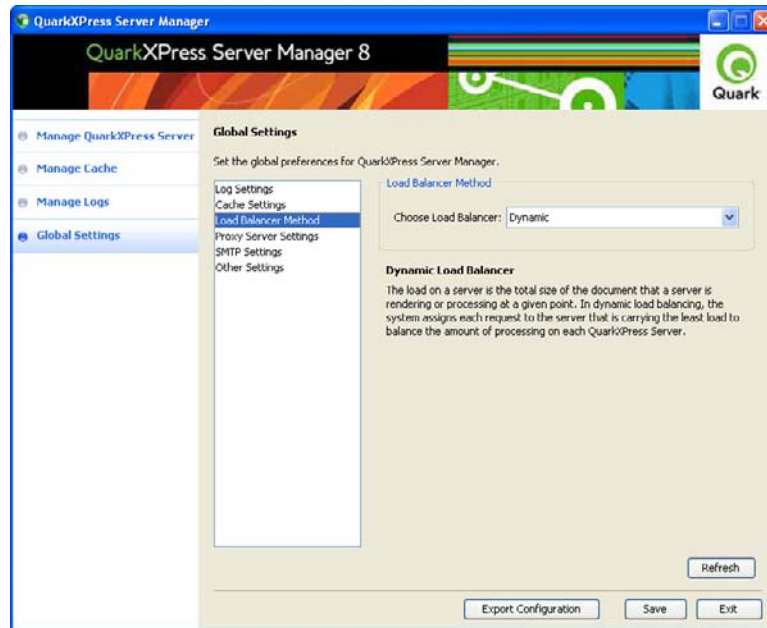 QuarkXPress Server Manager
QuarkXPress Server Manager 8
Quark
Manage QuarkXPress Server
Manage Cache
Manage Logs
Global Settings
Global Settings
Set the global preferences for QuarkXPress Server Manager.
Log Settings
Cache Settings
Load Balancer Method
Proxy Server Settings
SMTP Settings
Other Settings
Load Balancer Method
Choose Load Balancer: Dynamic
Dynamic Load Balancer
The load on a server is the total size of the document that a server is
rendering or processing at a given point. In dynamic load balancing, the
system assigns each request to the server that is carrying the least load to
balance the amount of processing on each QuarkXPress Server.
Refresh
Export Configuration
Save
Exit